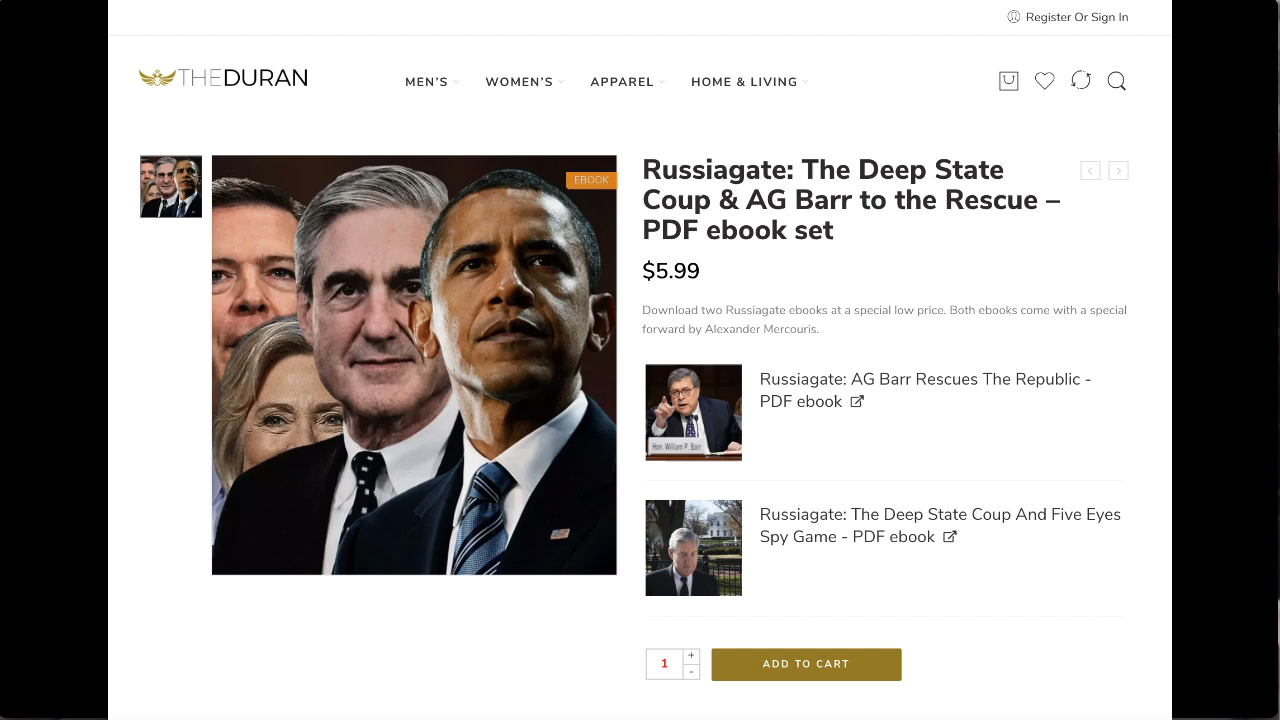 Register Or Sign In
THEDURAN
MEN'S
WOMEN'S
APPAREL
HOME & LIVING
EBOOK
Russiagate: The Deep State
Coup & AG Barr to the Rescue –
PDF ebook set
$5.99
Download two Russiagate ebooks at a special low price. Both ebooks come with a special
forward by Alexander Mercouris.
Hon. William P. Barr
Russiagate: AG Barr Rescues The Republic -
PDF ebook
Russiagate: The Deep State Coup And Five Eyes
Spy Game - PDF ebook
1
+
-
ADD TO CART